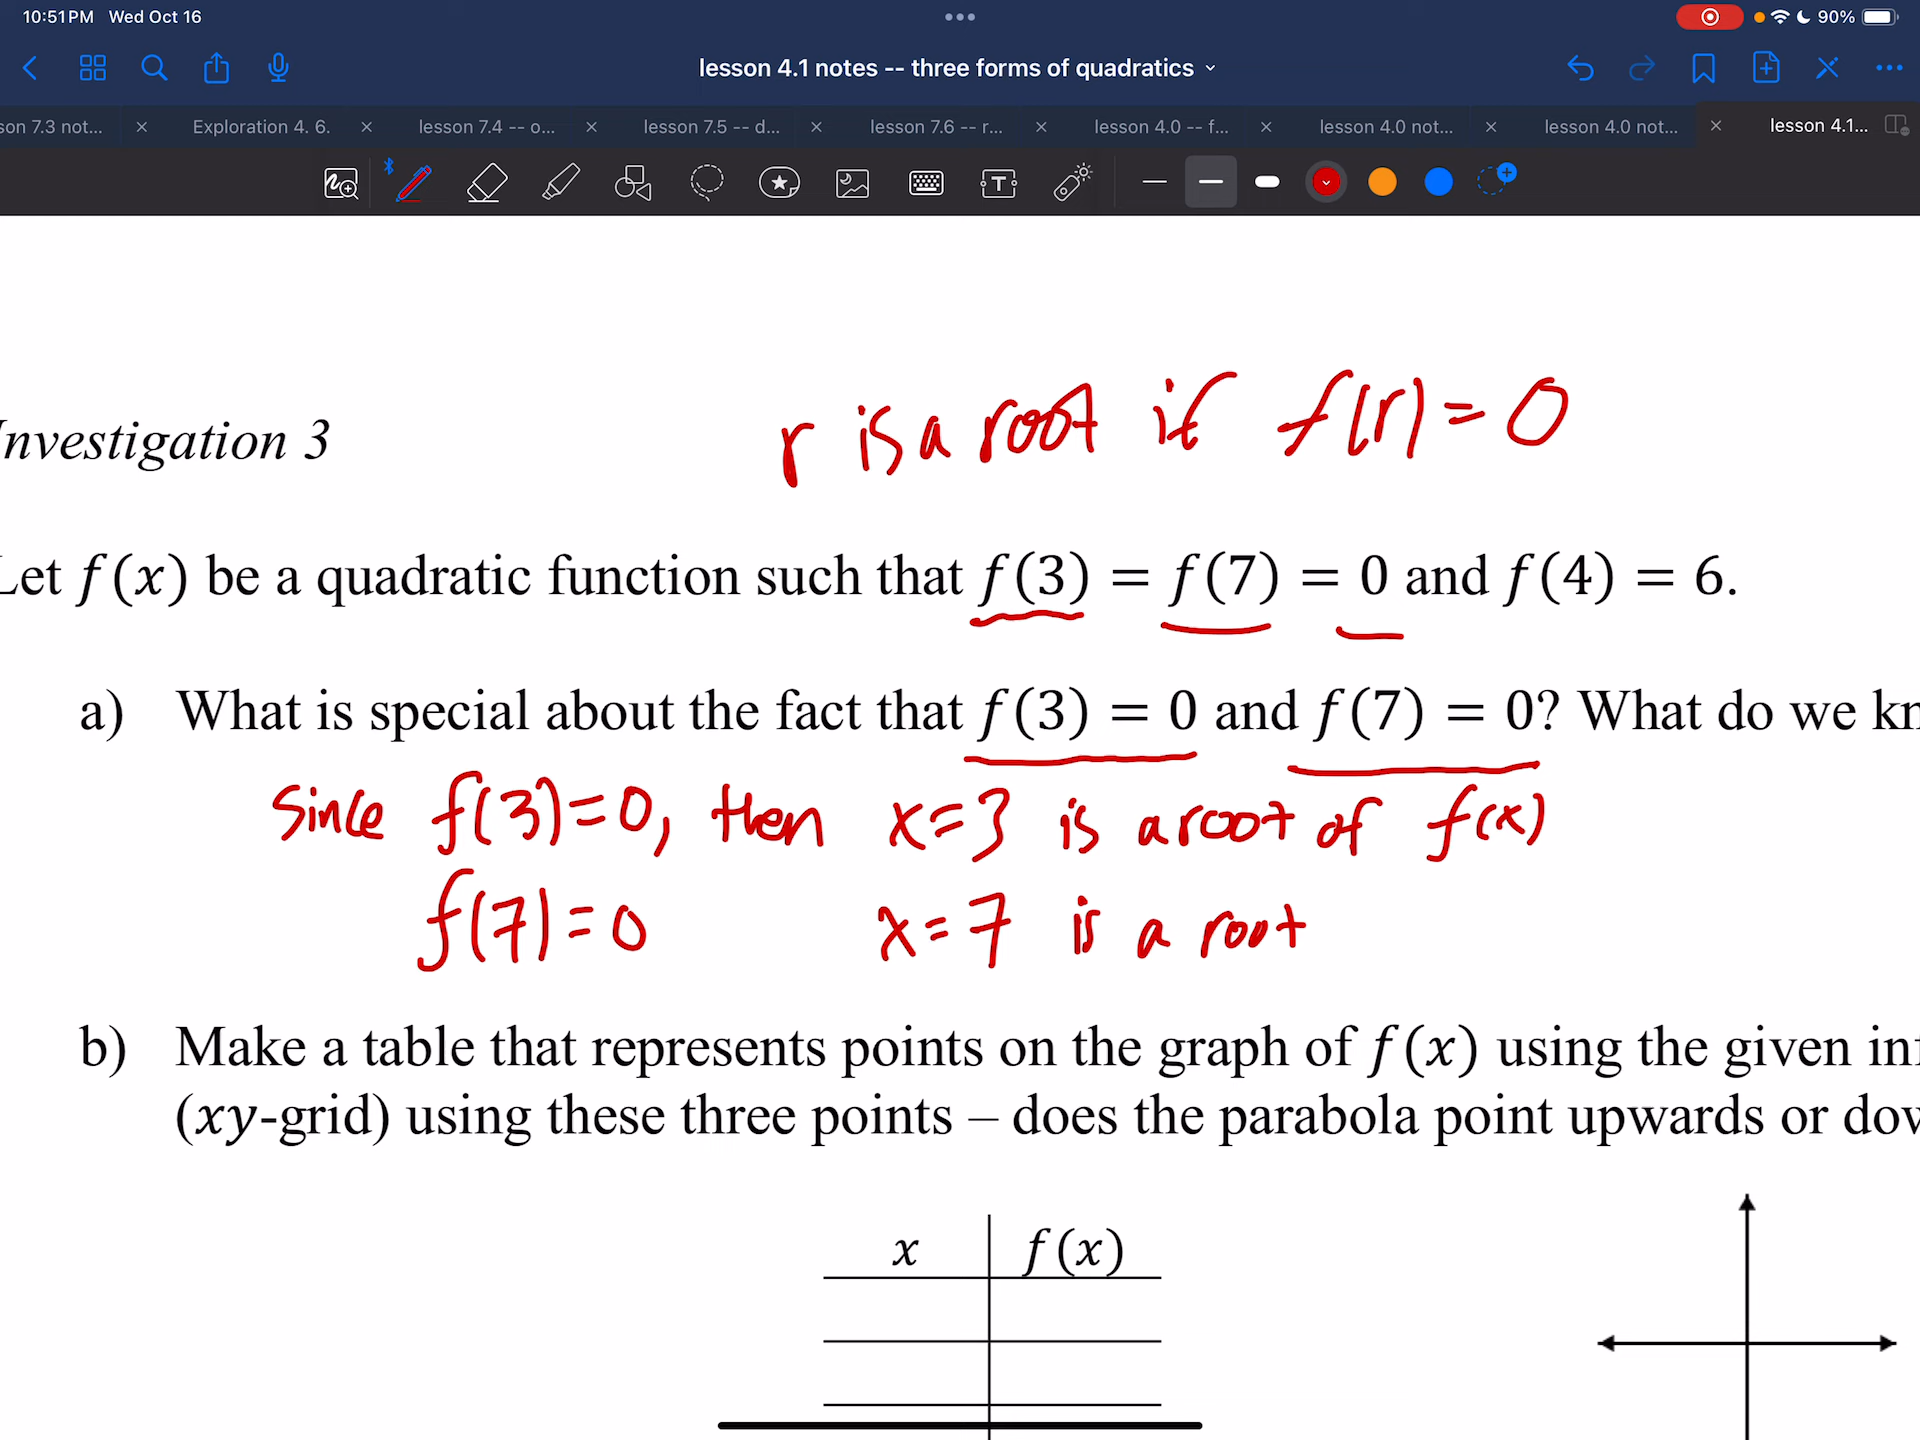 10:51PM Wed Oct 16
90%
lesson 4.1 notes -- three forms of quadratics
son 7.3 not... Exploration 4. 6. lesson 7.4 -- o... lesson 7.5 -- d... lesson 7.6 -- r... lesson 4.0 -- f... lesson 4.0 not... lesson 4.0 not... lesson 4.1...
r is a root if f(r)=0
nvestigation 3
Let f(x) be a quadratic function such that f(3) = f(7) = 0 and f(4) = 6.
a) What is special about the fact that f(3) = 0 and f(7) = 0? What do we kn
Since f(3)=0, then x=3 is a root of f(x)
f(7)=0 x=7 is a root
b) Make a table that represents points on the graph of f(x) using the given inf
(xy-grid) using these three points – does the parabola point upwards or dow
x f(x)